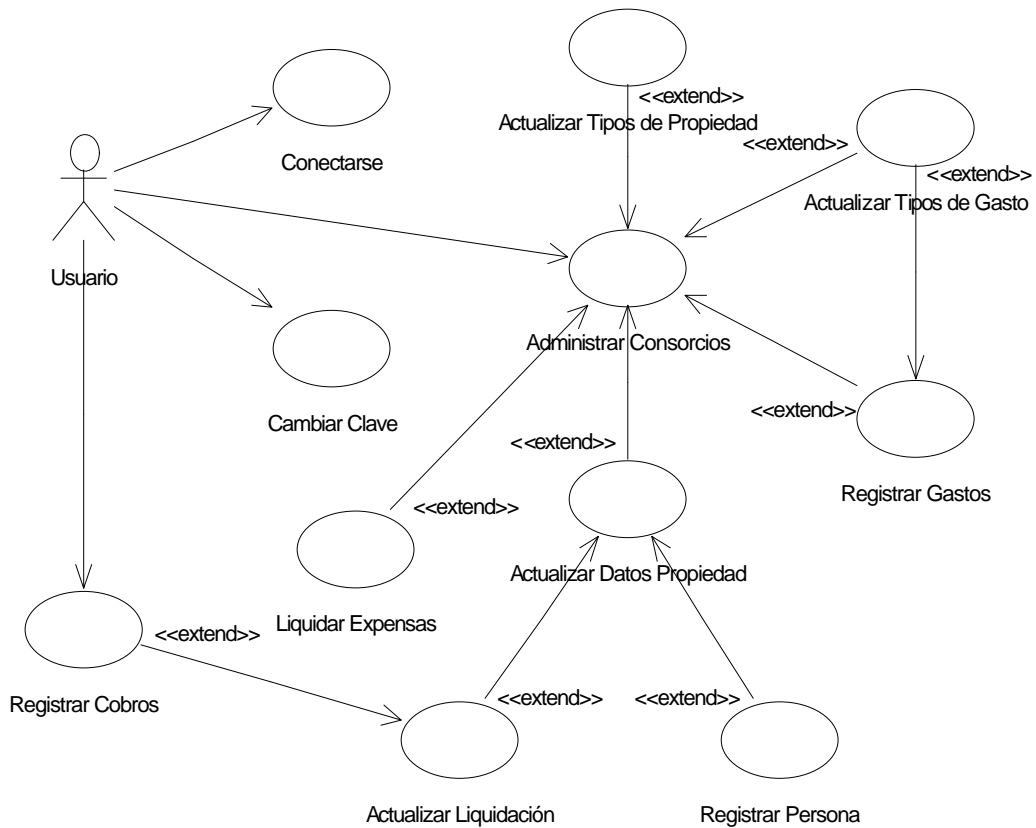 <<extend>>
Actualizar Tipos de Propiedad
<<extend>>
Conectarse
<<extend>>
Actualizar Tipos de Gasto
Usuario
Administrar Consorcios
Cambiar Clave
<<extend>>
<<extend>>
Registrar Gastos
<<extend>>
Actualizar Datos Propiedad
Liquidar Expensas
<<extend>>
Registrar Cobros
<<extend>>
<<extend>>
Actualizar Liquidación
Registrar Persona